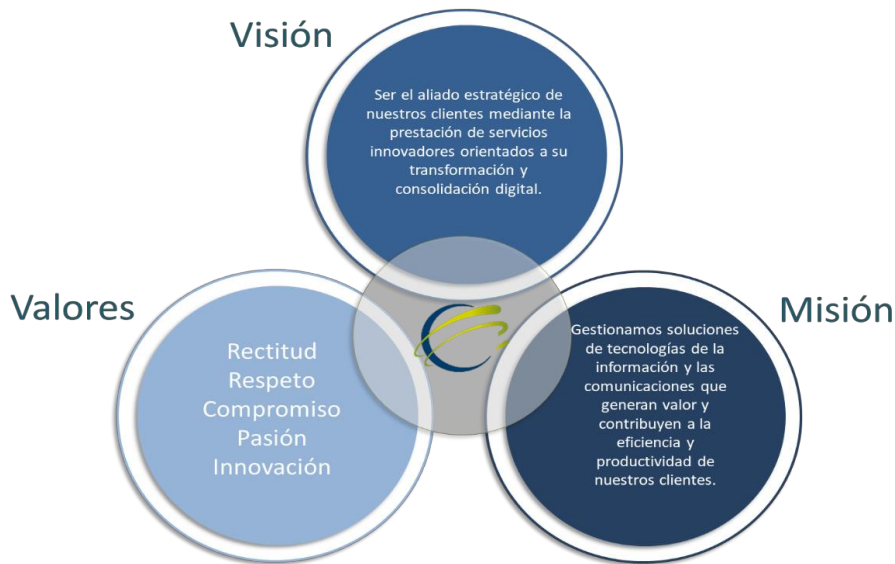 Visión
Ser el aliado estratégico de
nuestros clientes mediante la
prestación de servicios
innovadores orientados a su
transformación y
consolidación digital.
Valores
Rectitud
Respeto
Compromiso
Pasión
Innovación
Misión
Gestionamos soluciones
de tecnologías de la
información y las
comunicaciones que
generan valor y
contribuyen a la
eficiencia y
productividad de
nuestros clientes.